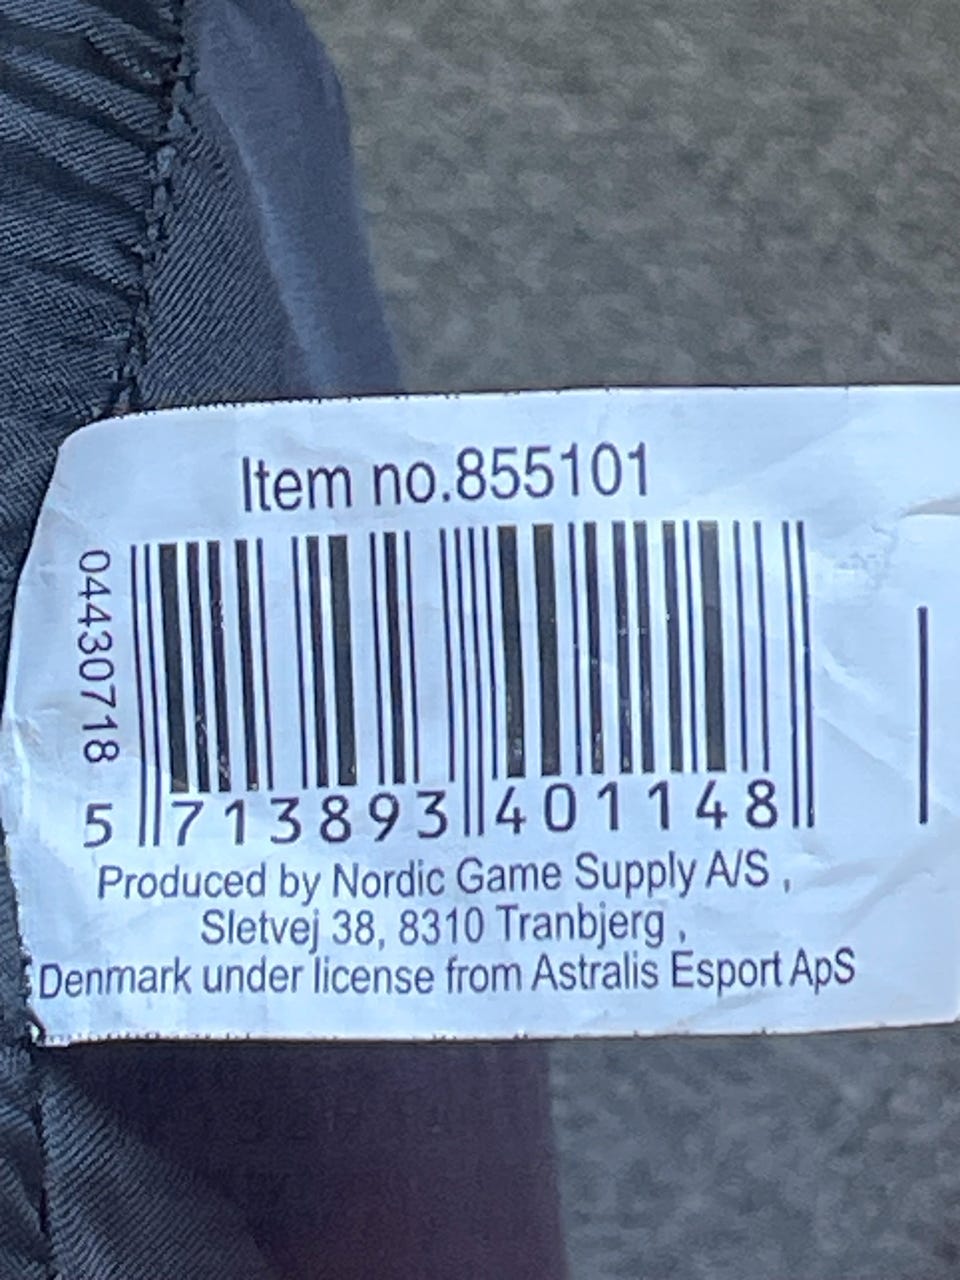 Item no.855101
04430718
5 713893 401148
Produced by Nordic Game Supply A/S ,
Sletvej 38, 8310 Tranbjerg ,
Denmark under license from Astralis Esport ApS